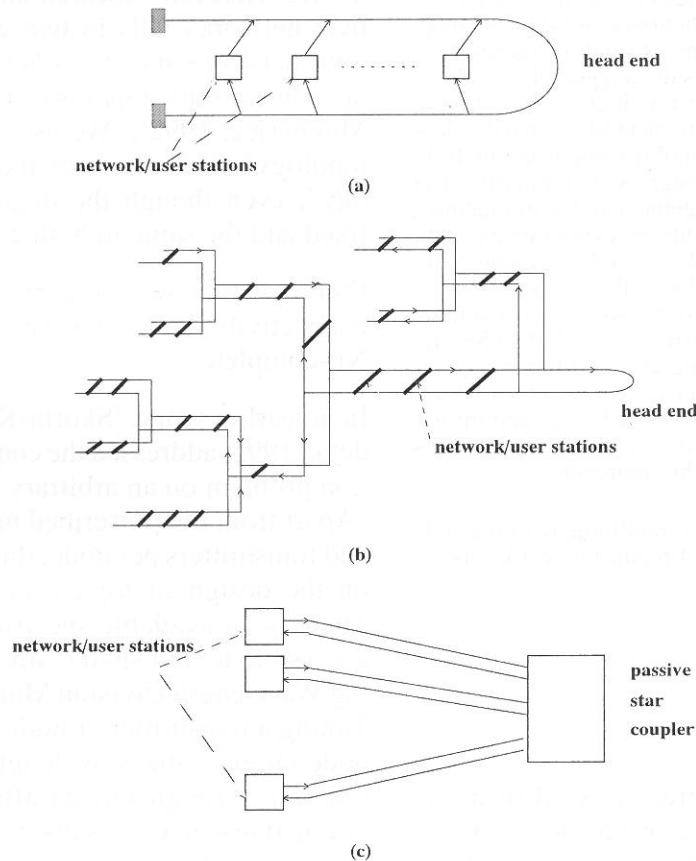 head end
network/user stations
(a)
head end
network/user stations
(b)
network/user stations
passive
star
coupler
(c)